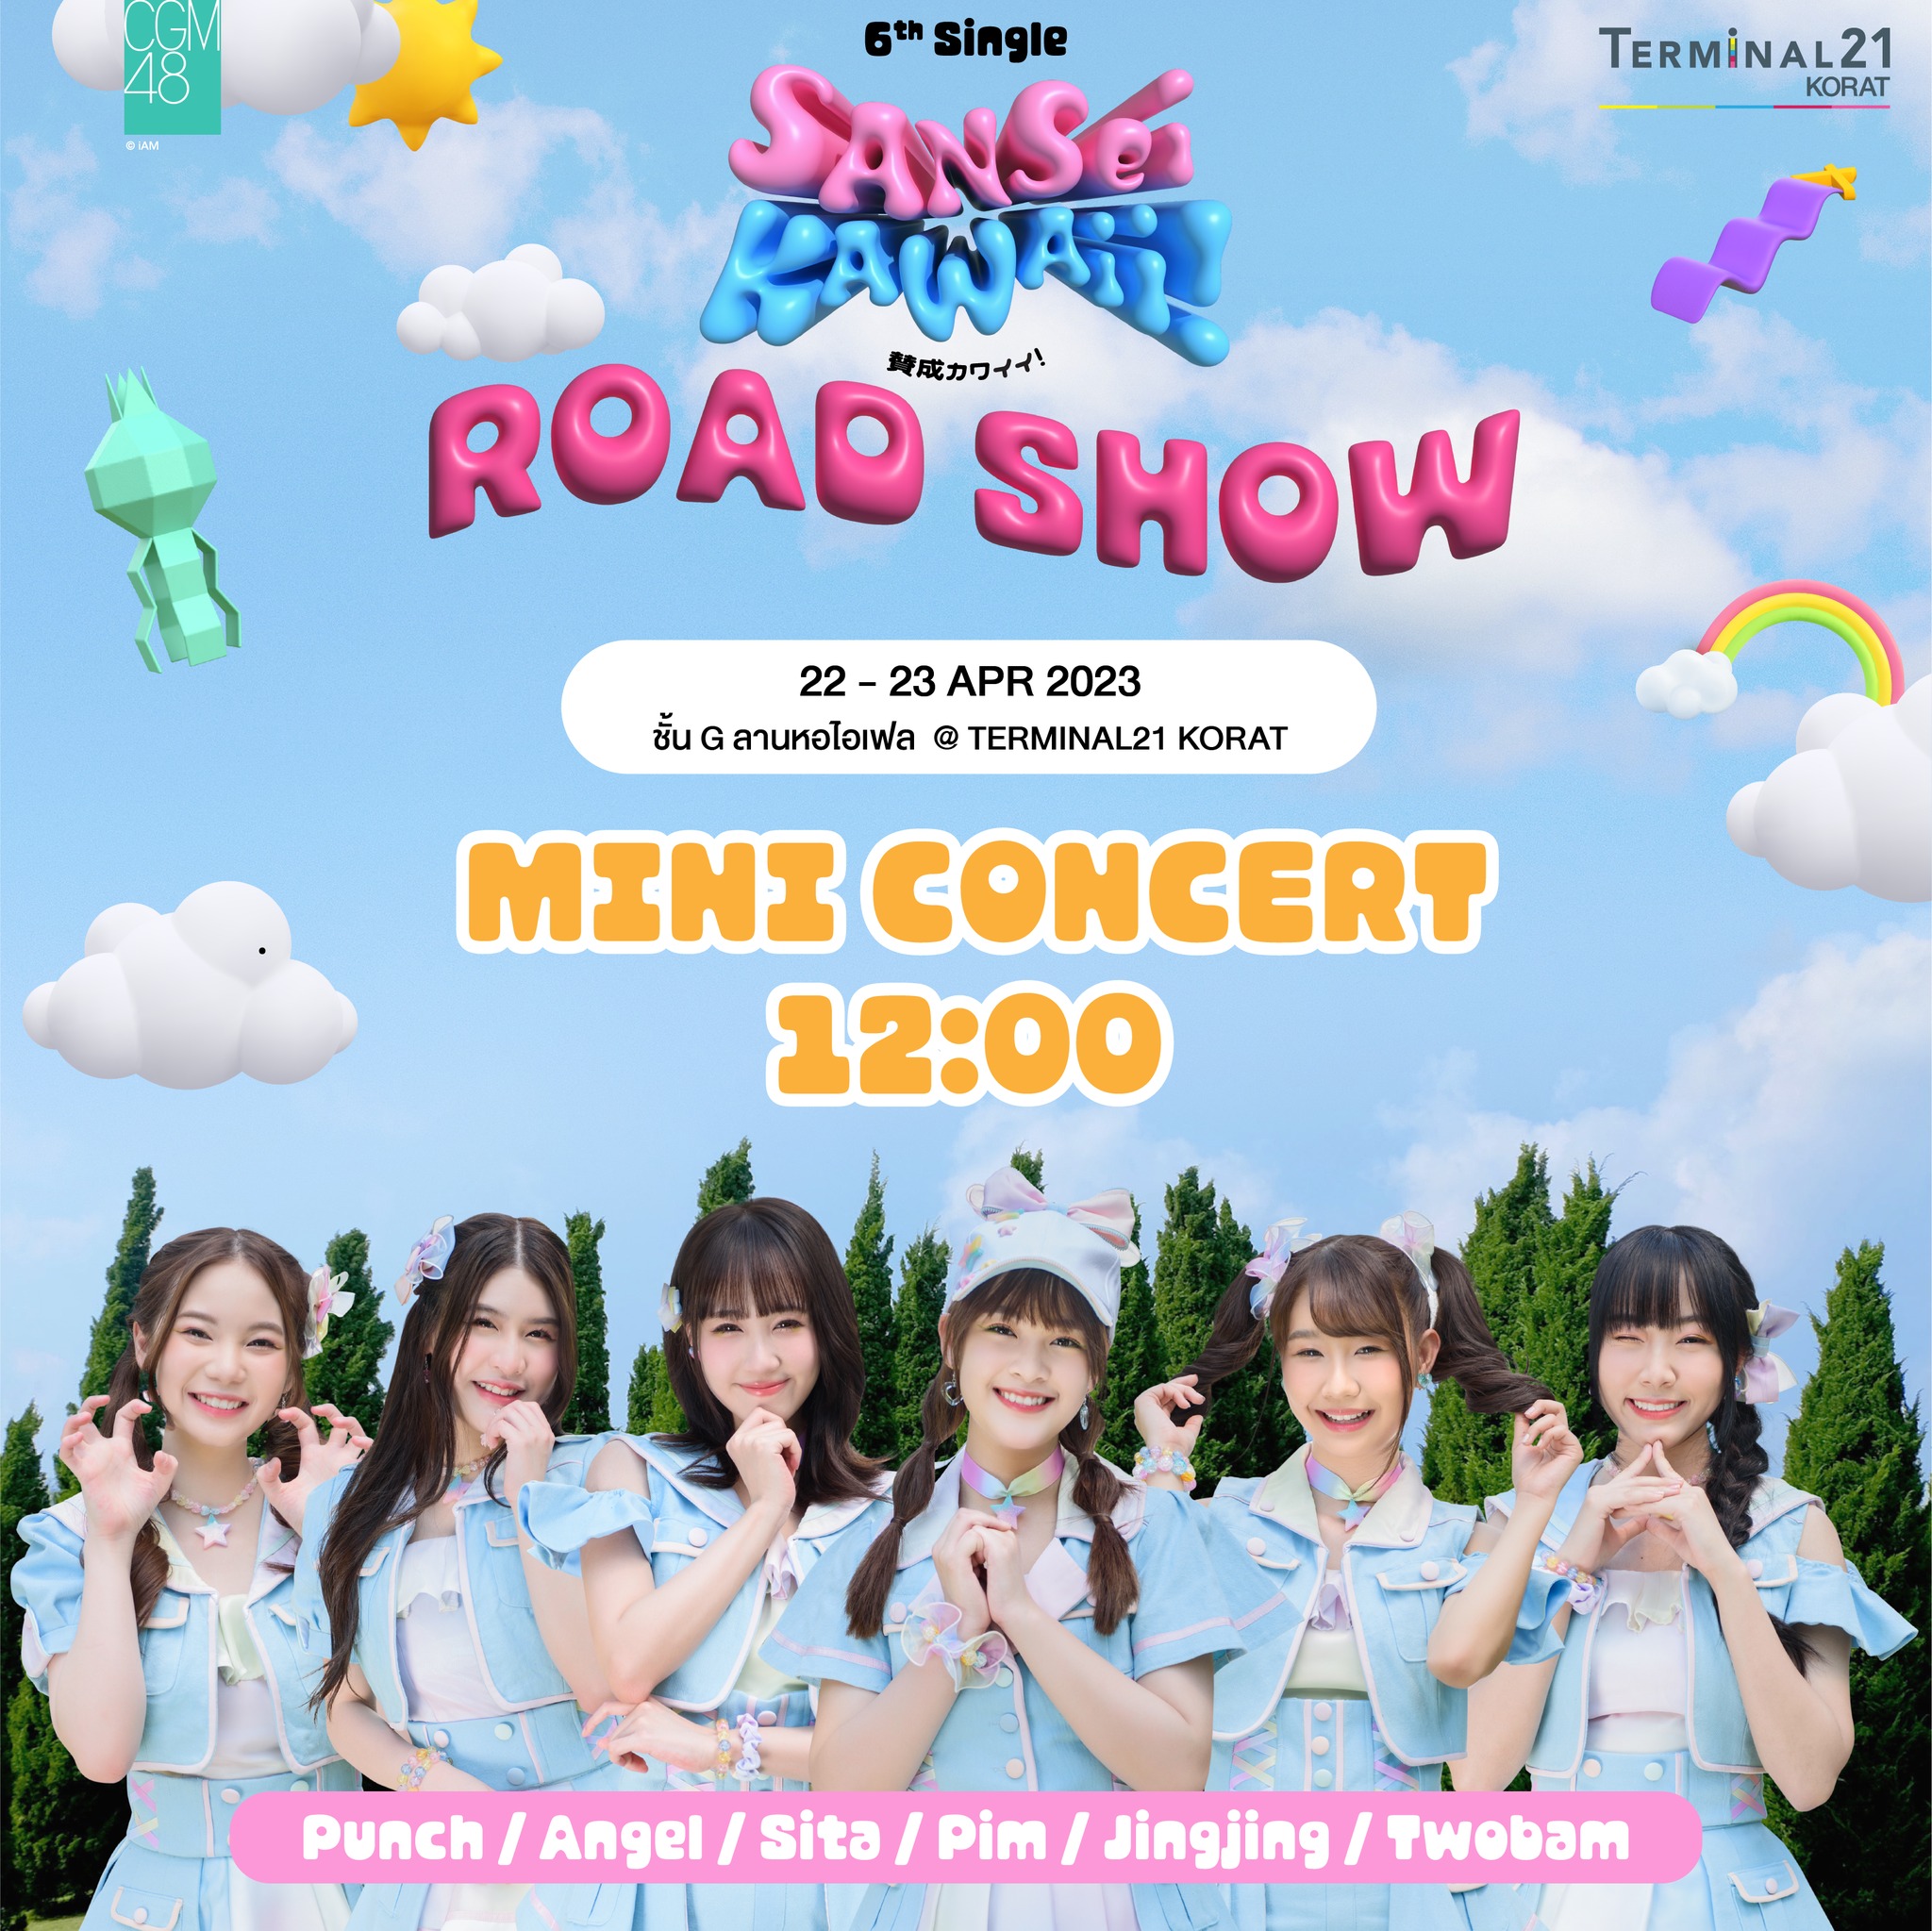 CGM
48
© iAM
6th Single
SANSEi
KAWAii!
賛成カワイイ!
ROAD SHOW
TERMINAL21
KORAT
22 – 23 APR 2023
ชั้น G ลานหอไอเฟล @ TERMINAL21 KORAT
MINI CONCERT
12:00
Punch / Angel / Sita / Pim / Jingjing / Twobam